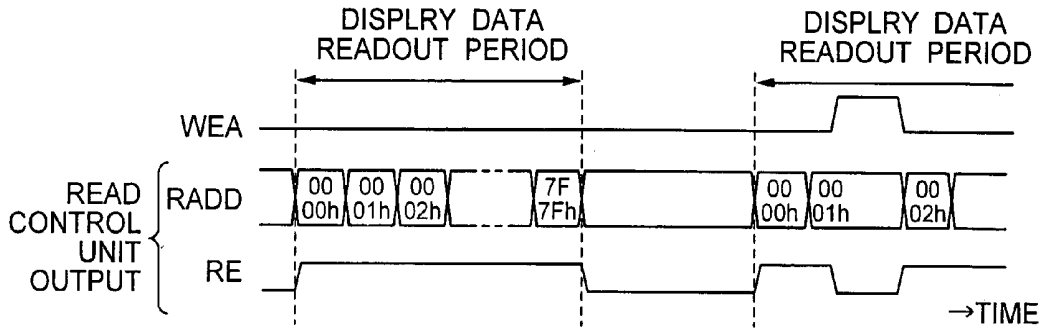 DISPLRY DATA
READOUT PERIOD
DISPLRY DATA
READOUT PERIOD
WEA
READ
CONTROL
UNIT
OUTPUT
RADD
00 00 00 7F 00 00 00
00h 01h 02h 7Fh 00h 01h 02h
RE
→TIME